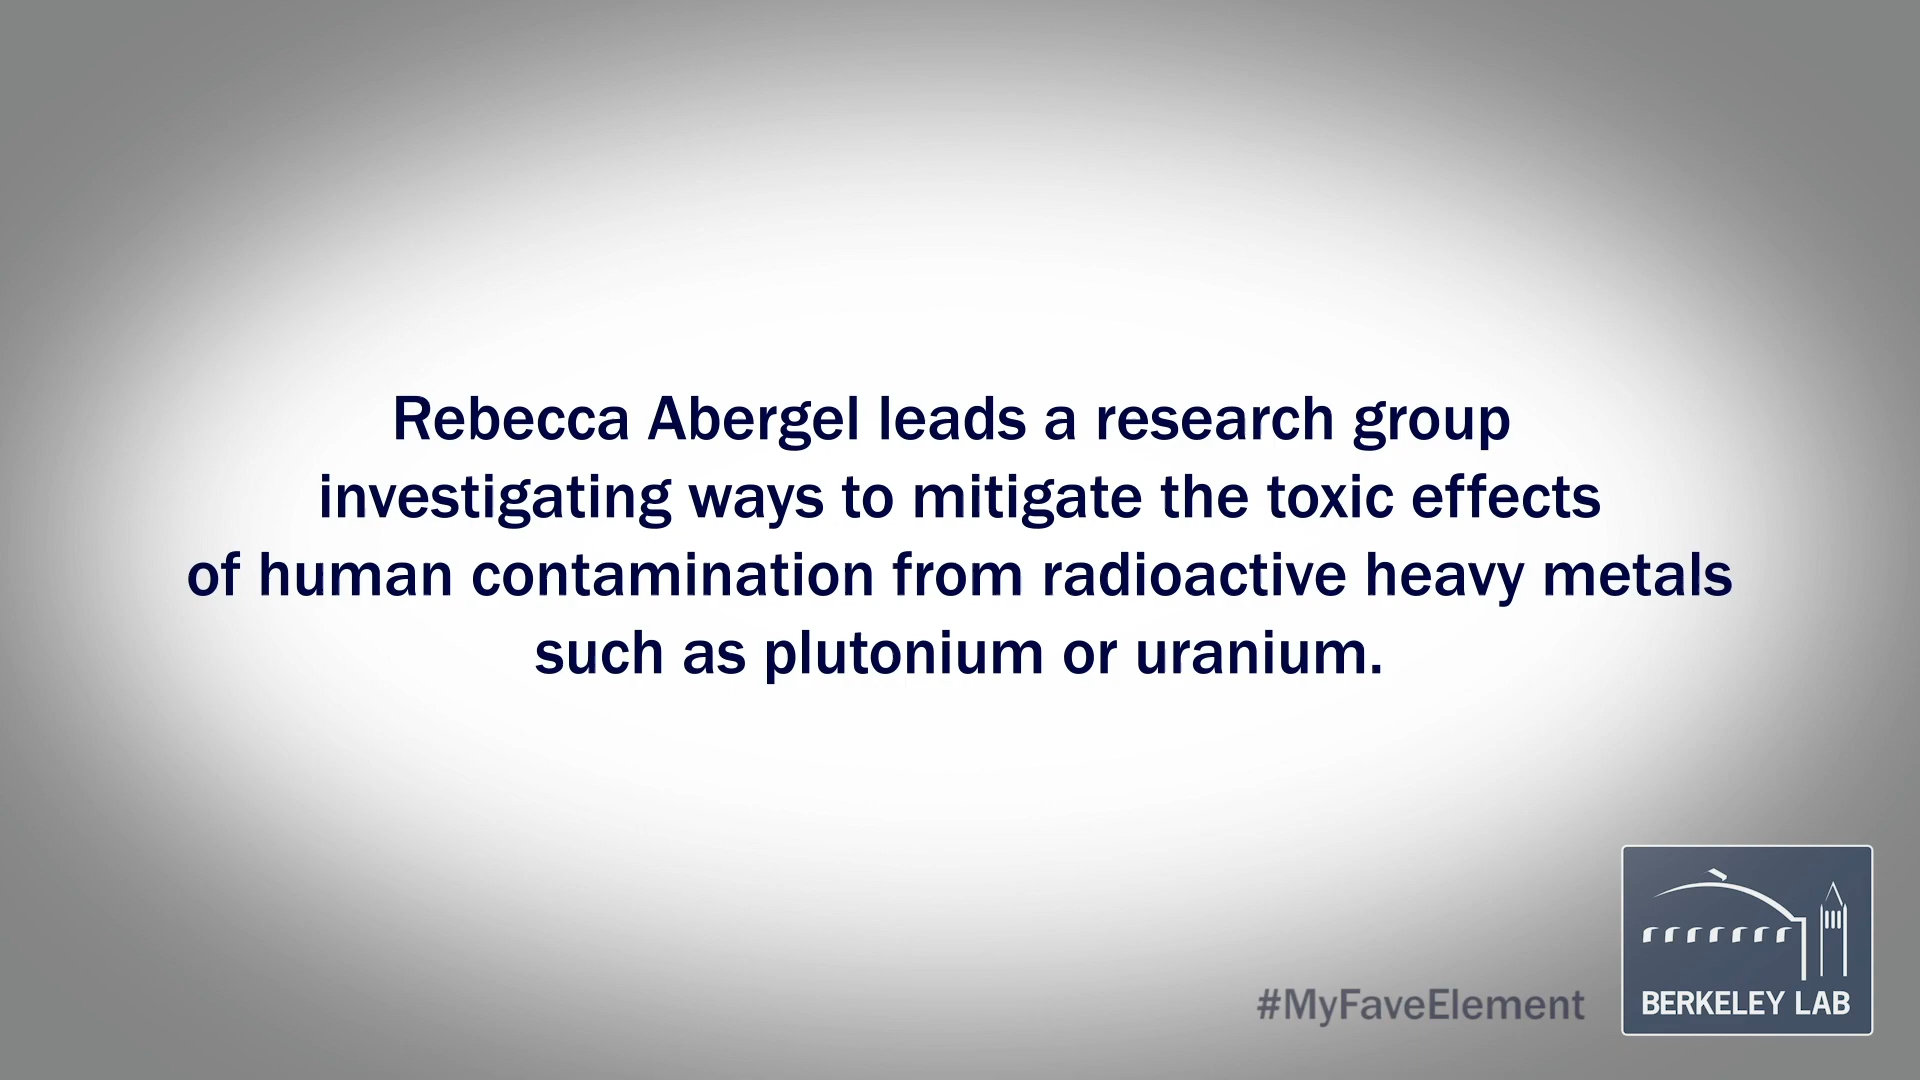 Rebecca Abergel leads a research group
investigating ways to mitigate the toxic effects
of human contamination from radioactive heavy metals
such as plutonium or uranium.
#MyFaveElement
BERKELEY LAB